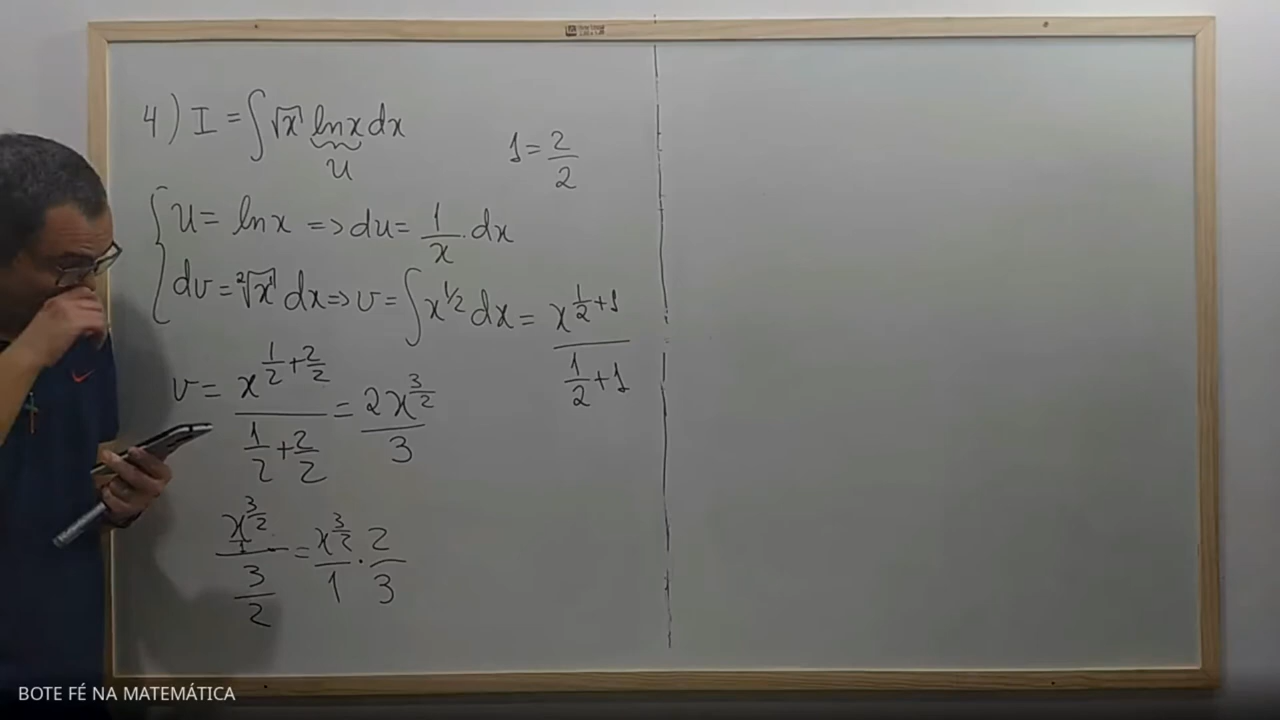 4) I = ∫ √x ln x dx
u
1 = 2/2
{ u = ln x => du = 1/x · dx
dv = ²√x dx => v = ∫ x^(1/2) dx = x^(1/2 + 1) / (1/2 + 1)
v = x^(1/2 + 2/2) / (1/2 + 2/2) = 2x^(3/2) / 3
(x^(3/2) / 1) / (3/2) = x^(3/2) / 1 · 2/3
BOTE FÉ NA MATEMÁTICA